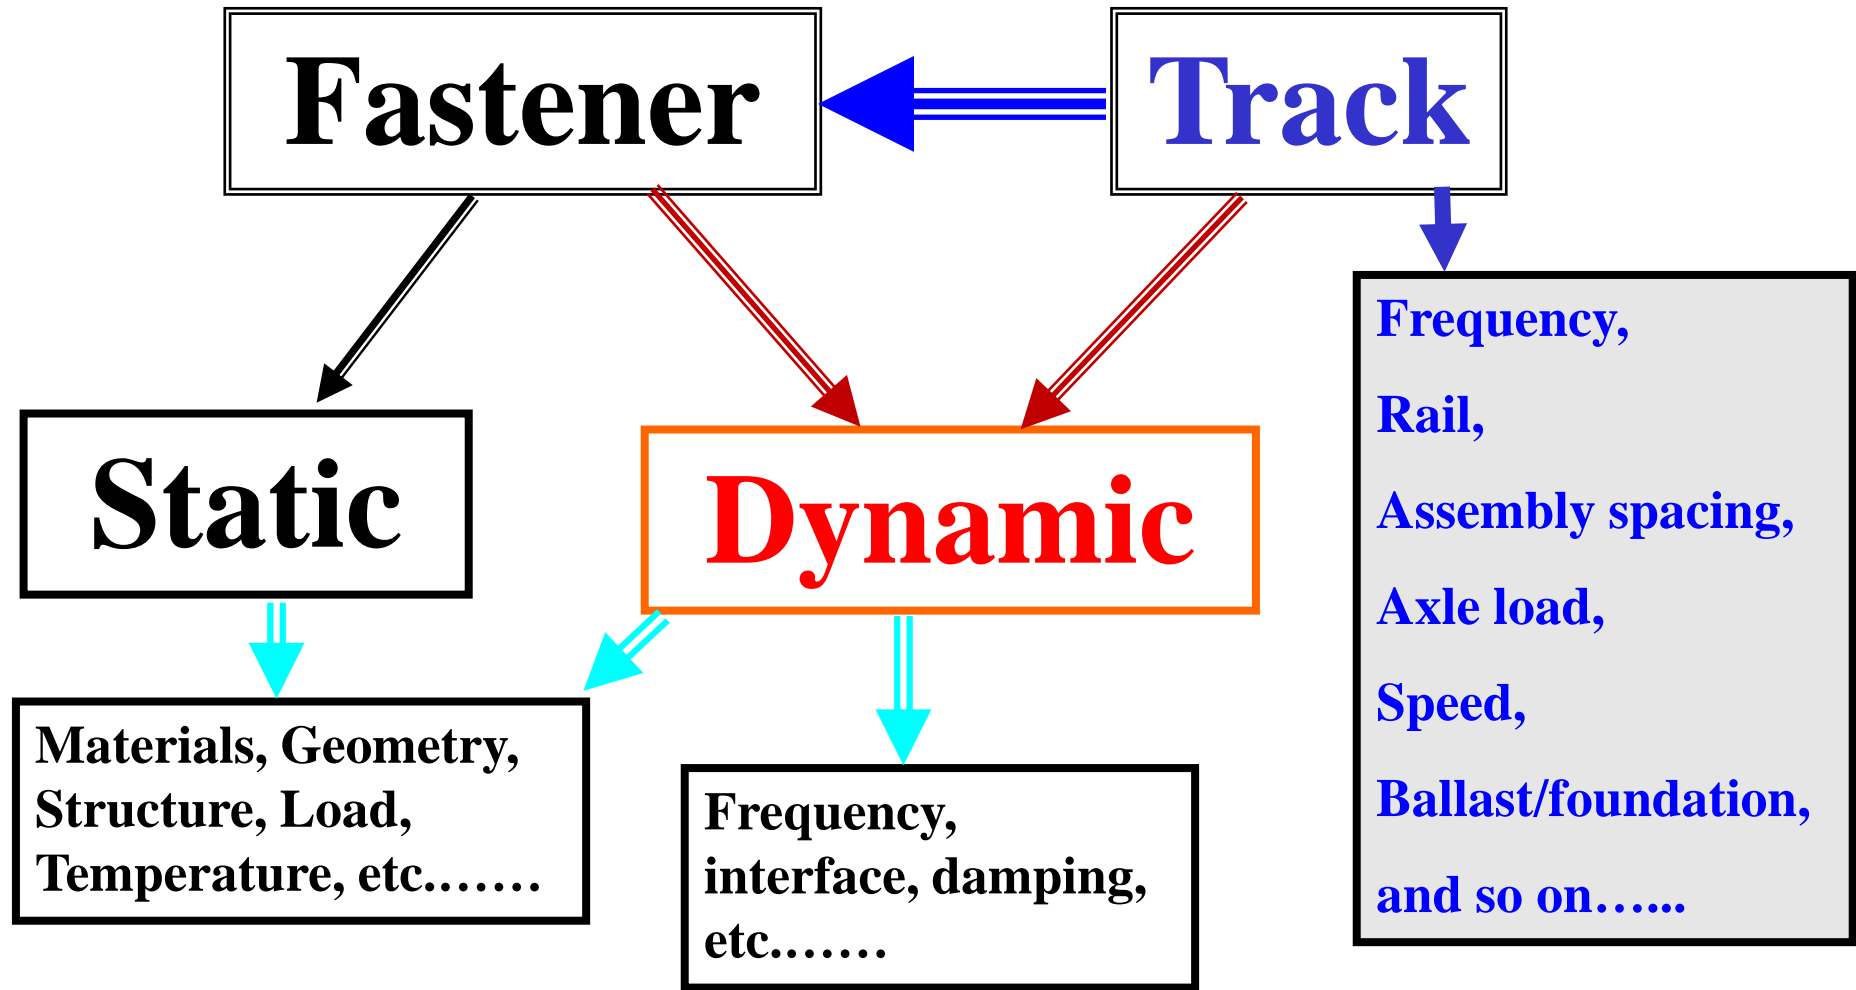 Fastener
Track
Static
Dynamic
Materials, Geometry,
Structure, Load,
Temperature, etc.……
Frequency,
interface, damping,
etc.……
Frequency,
Rail,
Assembly spacing,
Axle load,
Speed,
Ballast/foundation,
and so on…...